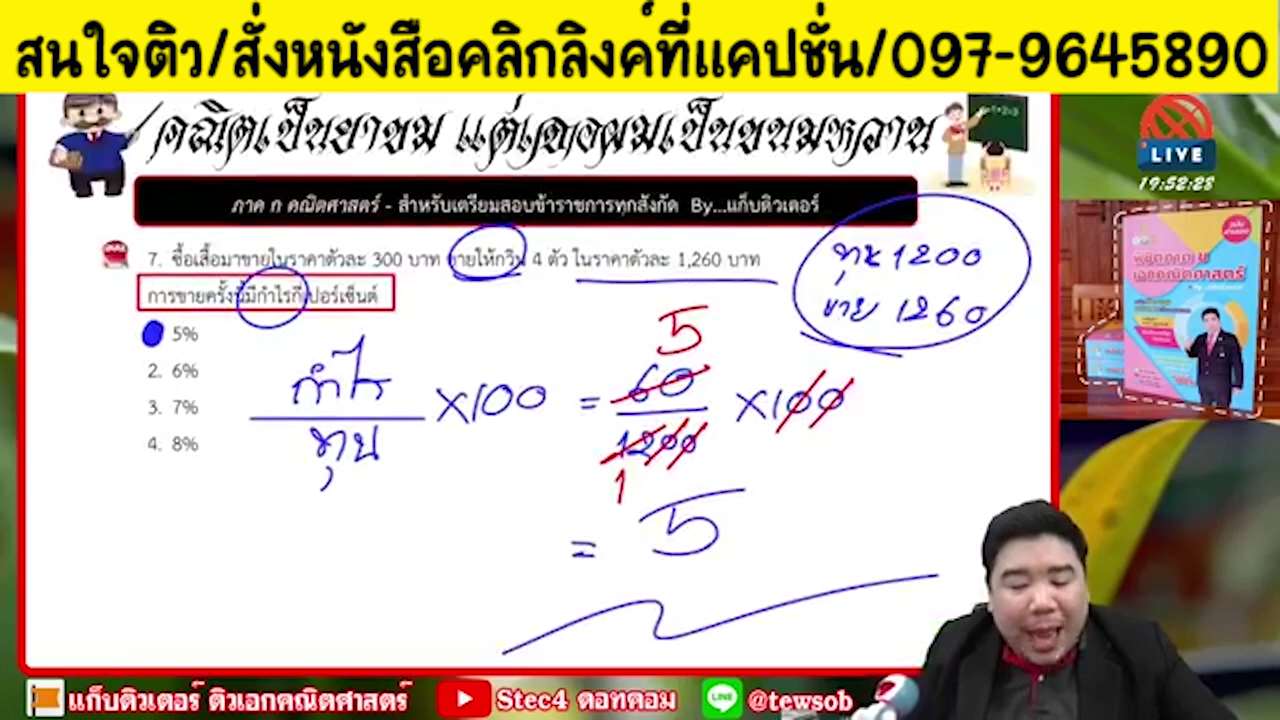 สนใจติว/สั่งหนังสือคลิกลิงค์ที่แคปชั่น/097-9645890
คณิตเป็นยาขม แต่เจอผมเป็นขนมหวาน
LIVE
19:52:28
ภาค ก คณิตศาสตร์ - สำหรับเตรียมสอบข้าราชการทุกสังกัด By...แก็บติวเตอร์
7. ซื้อเสื้อมาขายในราคาตัวละ 300 บาท ขายให้กวิน 4 ตัว ในราคาตัวละ 1,260 บาท
การขายครั้งนี้มีกำไรกี่เปอร์เซ็นต์
ทุน 1200
ขาย 1260
5%
2. 6%
3. 7%
4. 8%
กำไร
ทุน
×100
=
5
60
1200
1
×100
= 5
แก็บติวเตอร์ ติวเอกคณิตศาสตร์
Stec4 ดอทคอม
LINE
@tewsob